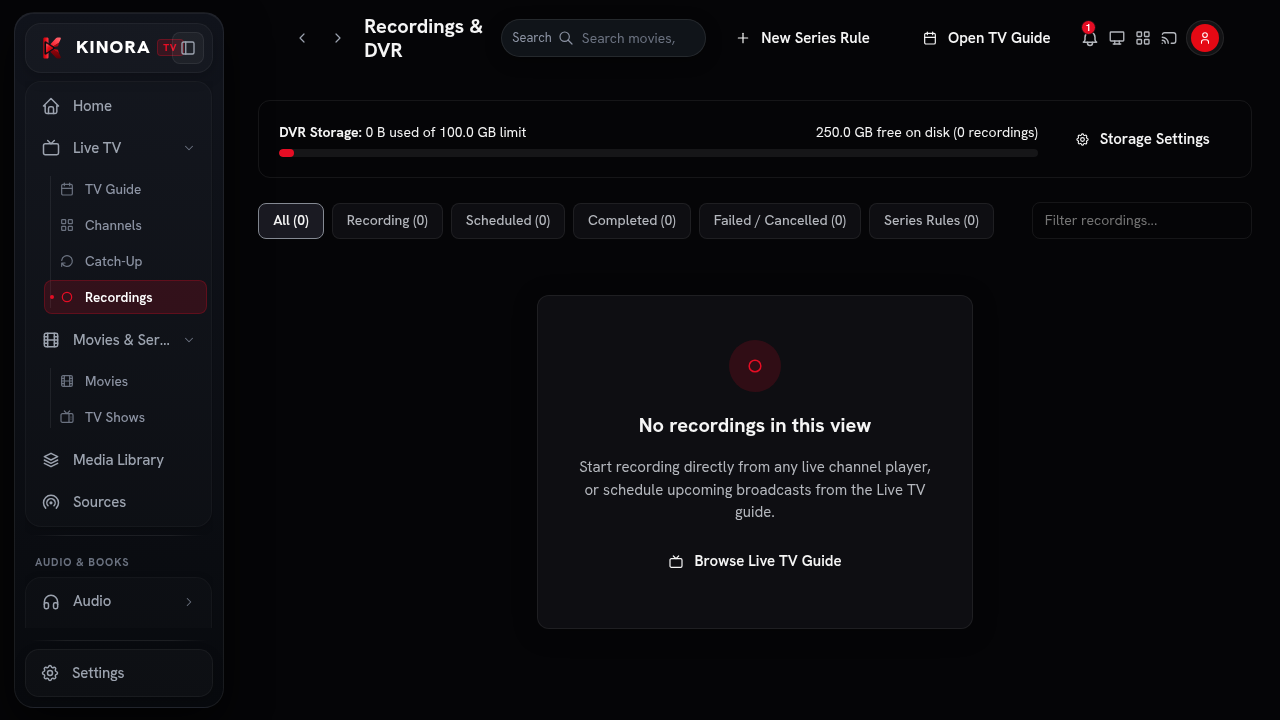 KINORA TV
Home
Live TV
TV Guide
Channels
Catch-Up
Recordings
Movies & Ser...
Movies
TV Shows
Media Library
Sources
AUDIO & BOOKS
Audio
Settings
Recordings &
DVR
Search
Search movies,
New Series Rule
Open TV Guide
1
DVR Storage: 0 B used of 100.0 GB limit
250.0 GB free on disk (0 recordings)
Storage Settings
All (0)
Recording (0)
Scheduled (0)
Completed (0)
Failed / Cancelled (0)
Series Rules (0)
Filter recordings...
No recordings in this view
Start recording directly from any live channel player,
or schedule upcoming broadcasts from the Live TV
guide.
Browse Live TV Guide